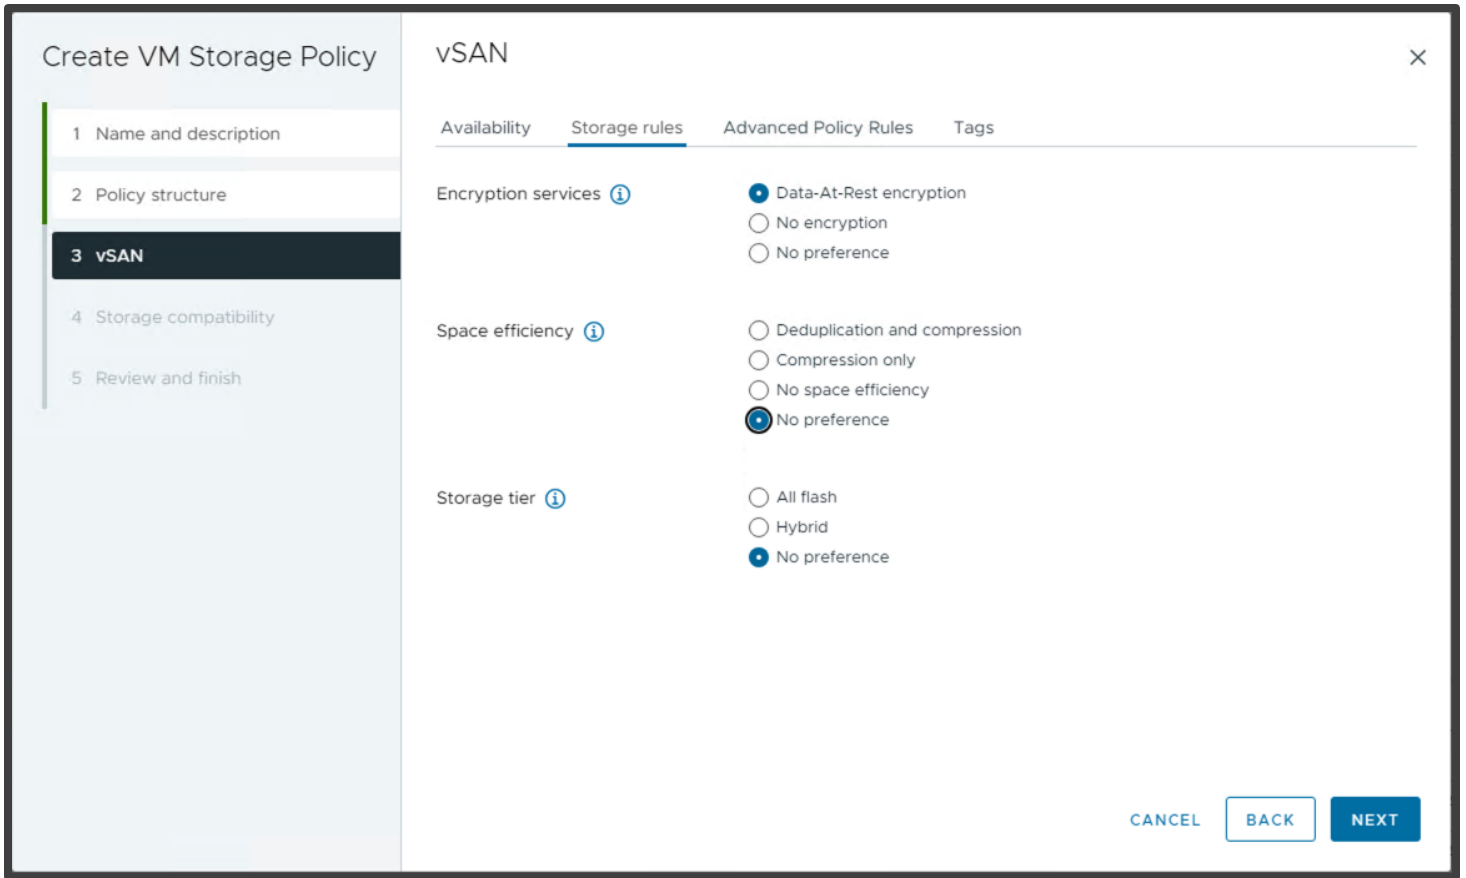 Create VM Storage Policy
1 Name and description
2 Policy structure
3 vSAN
4 Storage compatibility
5 Review and finish
vSAN
Availability Storage rules Advanced Policy Rules Tags
Encryption services
Data-At-Rest encryption
No encryption
No preference
Space efficiency
Deduplication and compression
Compression only
No space efficiency
No preference
Storage tier
All flash
Hybrid
No preference
CANCEL BACK NEXT